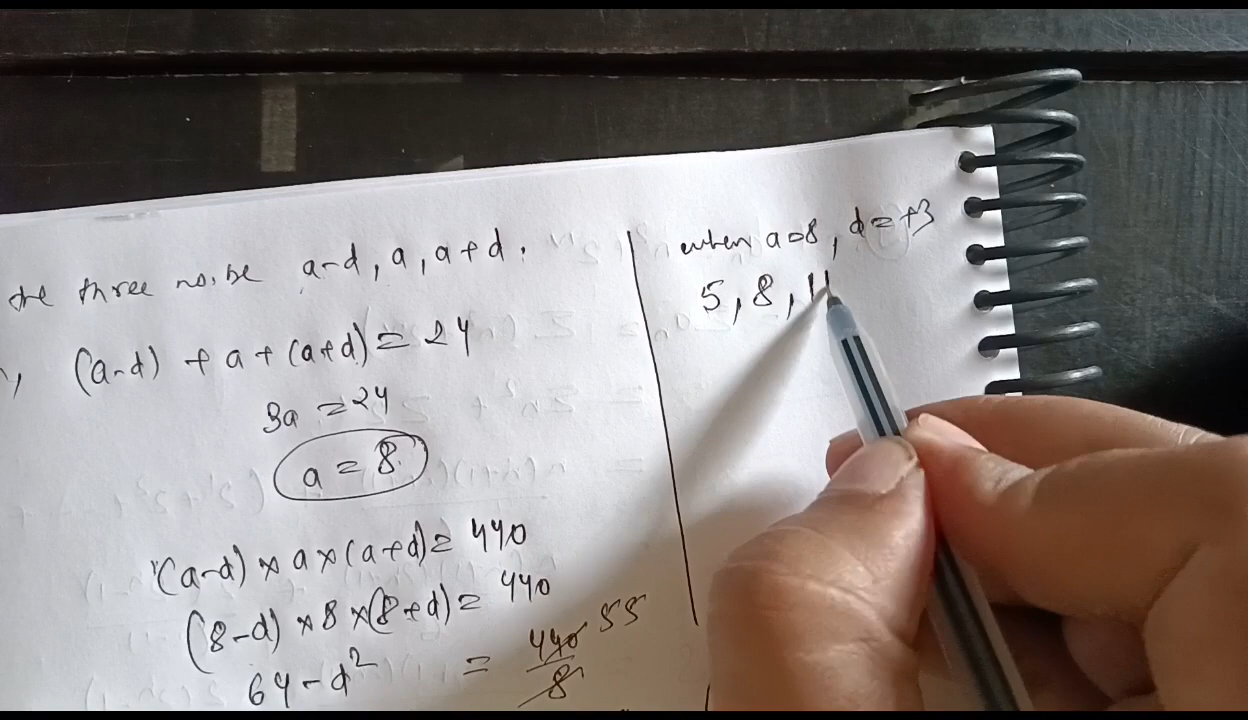 the three no. be a-d, a, a+d.
(a-d) + a + (a+d) = 24
3a = 24
a = 8
(a-d) × a × (a+d) = 440
(8-d) × 8 × (8+d) = 440
64 - d² = 440/8 55
when a=8, d=+3
5, 8, 11